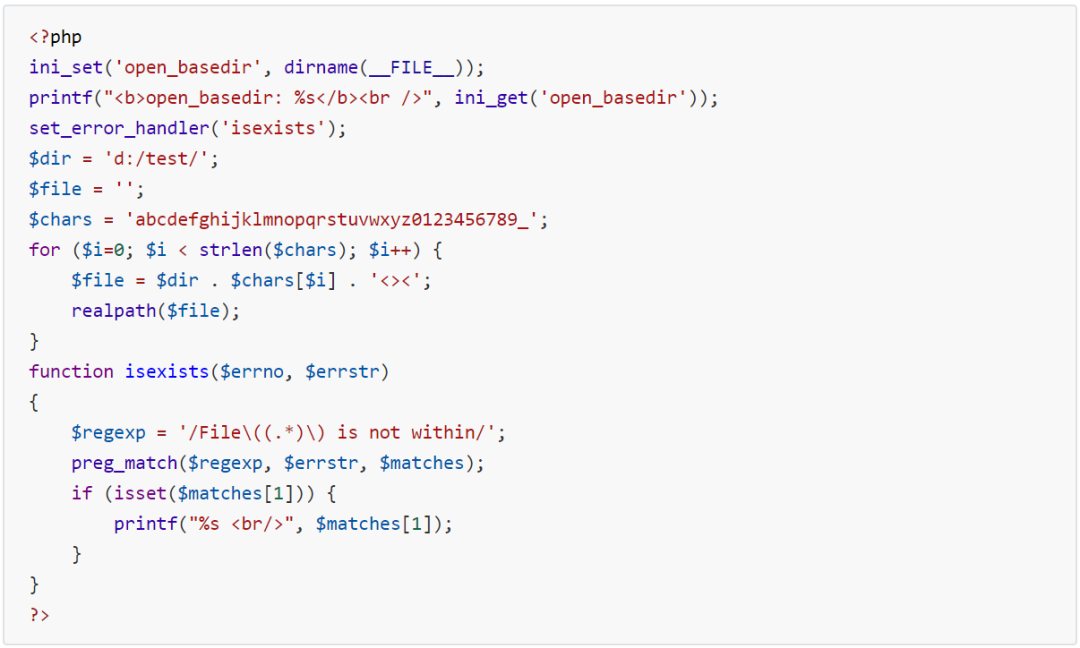 <?php
ini_set('open_basedir', dirname(__FILE__));
printf("<b>open_basedir: %s</b><br />", ini_get('open_basedir'));
set_error_handler('isexists');
$dir = 'd:/test/';
$file = '';
$chars = 'abcdefghijklmnopqrstuvwxyz0123456789_';
for ($i=0; $i < strlen($chars); $i++) {
    $file = $dir . $chars[$i] . '<><';
    realpath($file);
}
function isexists($errno, $errstr)
{
    $regexp = '/File\((.*)\) is not within/';
    preg_match($regexp, $errstr, $matches);
    if (isset($matches[1])) {
        printf("%s <br/>", $matches[1]);
    }
}
?>